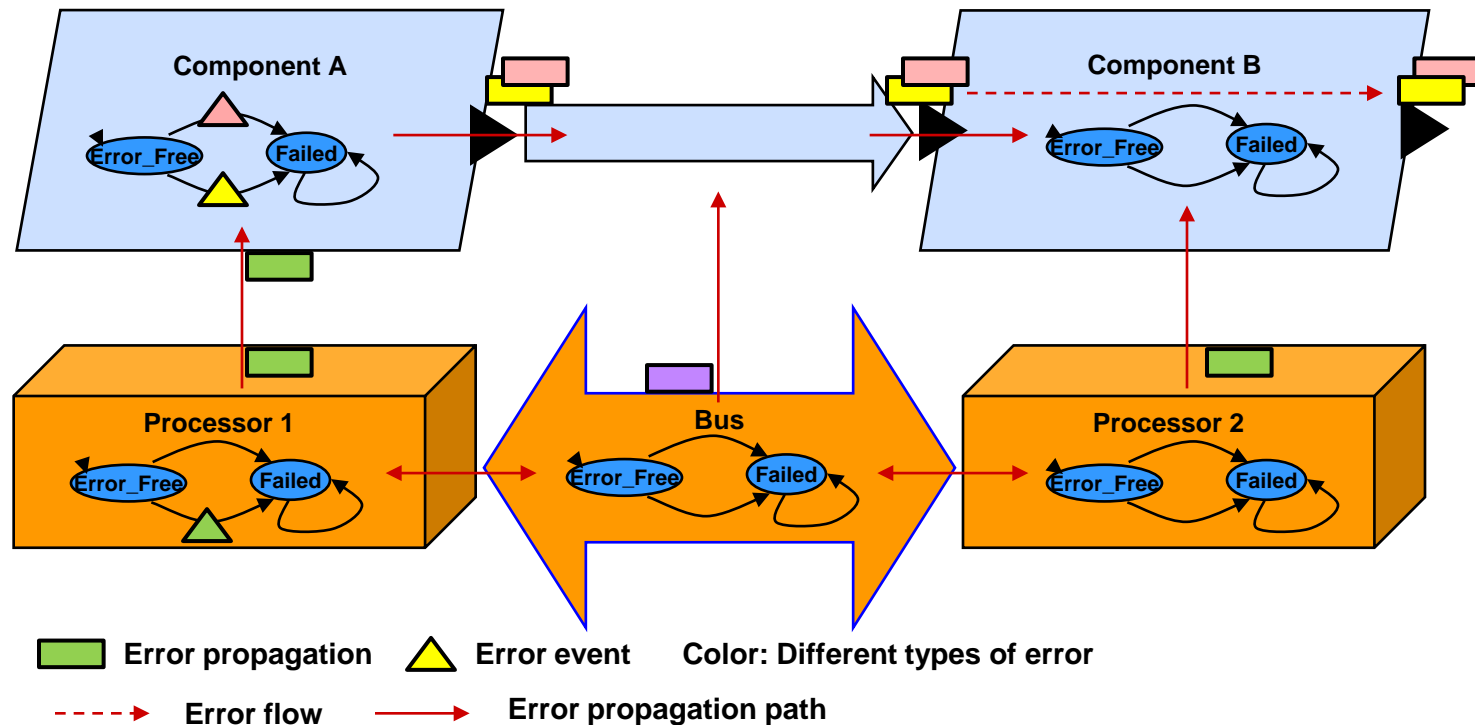 Component A
Component B
Error_Free
Failed
Error_Free
Failed
Processor 1
Bus
Processor 2
Error_Free
Failed
Error_Free
Failed
Error_Free
Failed
Error propagation
Error event
Color: Different types of error
Error flow
Error propagation path